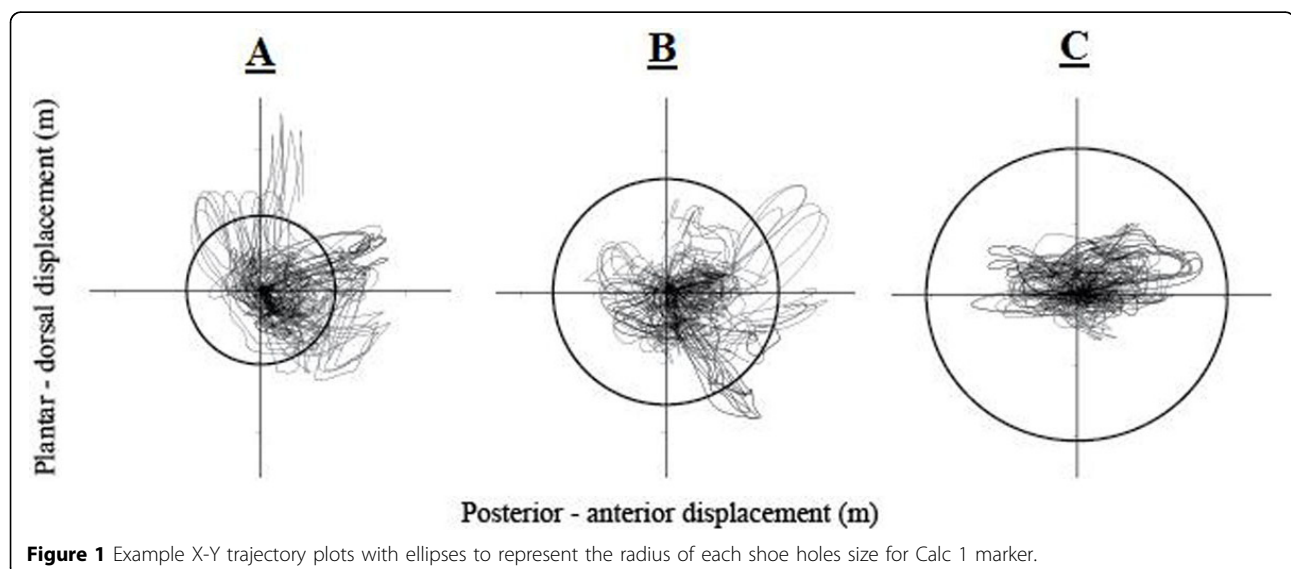 A
B
C
Plantar - dorsal displacement (m)
Posterior - anterior displacement (m)
Figure 1 Example X-Y trajectory plots with ellipses to represent the radius of each shoe holes size for Calc 1 marker.